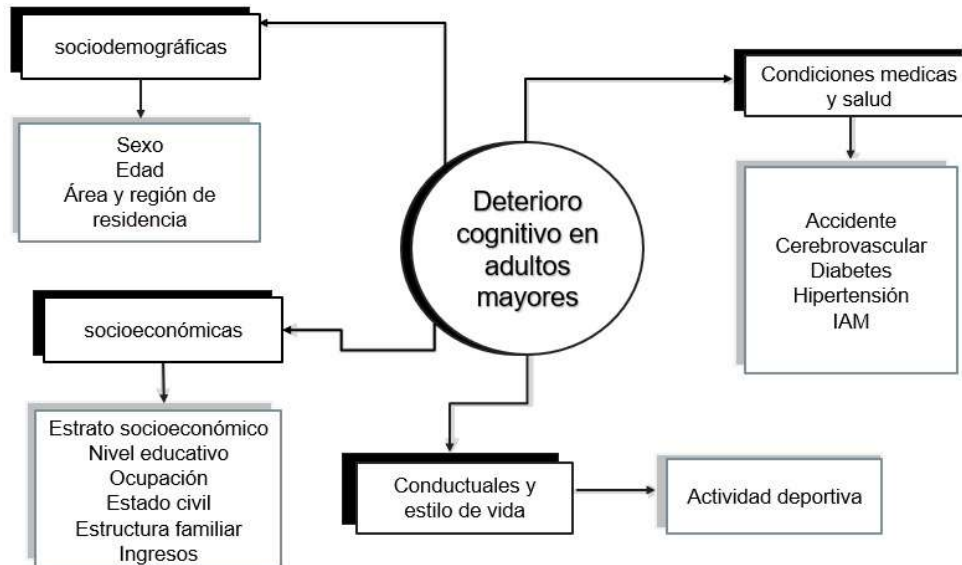 sociodemográficas
Sexo
Edad
Área y región de
residencia
Condiciones medicas
y salud
Accidente
Cerebrovascular
Diabetes
Hipertensión
IAM
Deterioro
cognitivo en
adultos
mayores
socioeconómicas
Estrato socioeconómico
Nivel educativo
Ocupación
Estado civil
Estructura familiar
Ingresos
Conductuales y
estilo de vida
Actividad deportiva